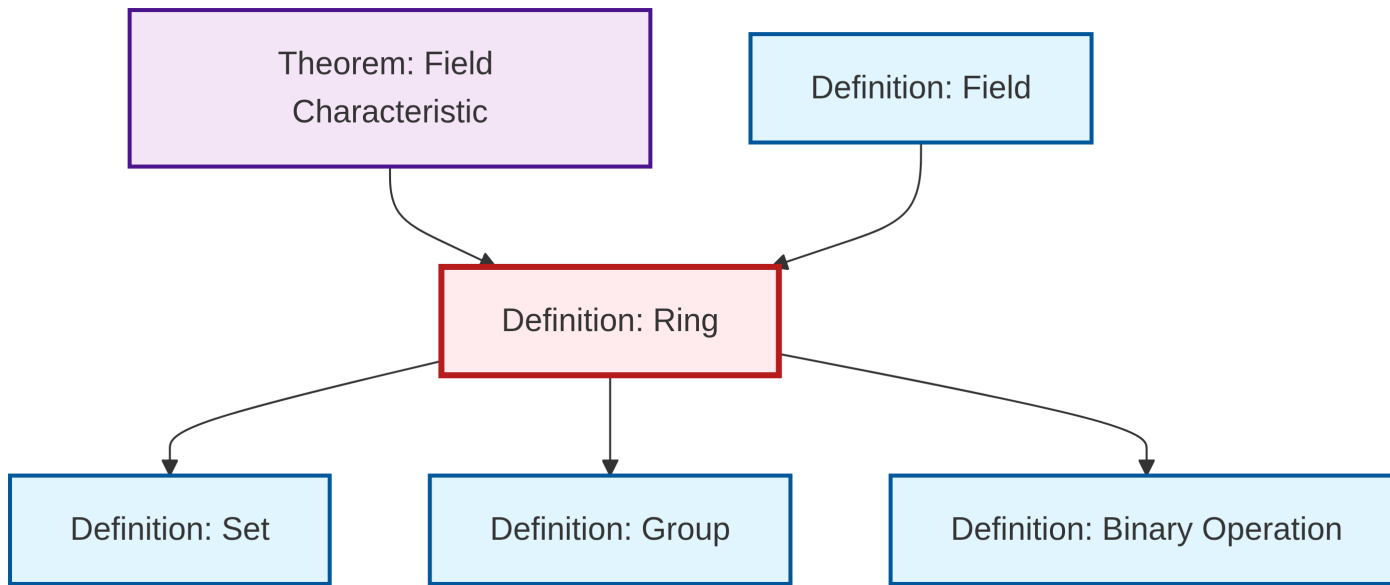 Theorem: Field
Characteristic
Definition: Field
Definition: Ring
Definition: Set
Definition: Group
Definition: Binary Operation